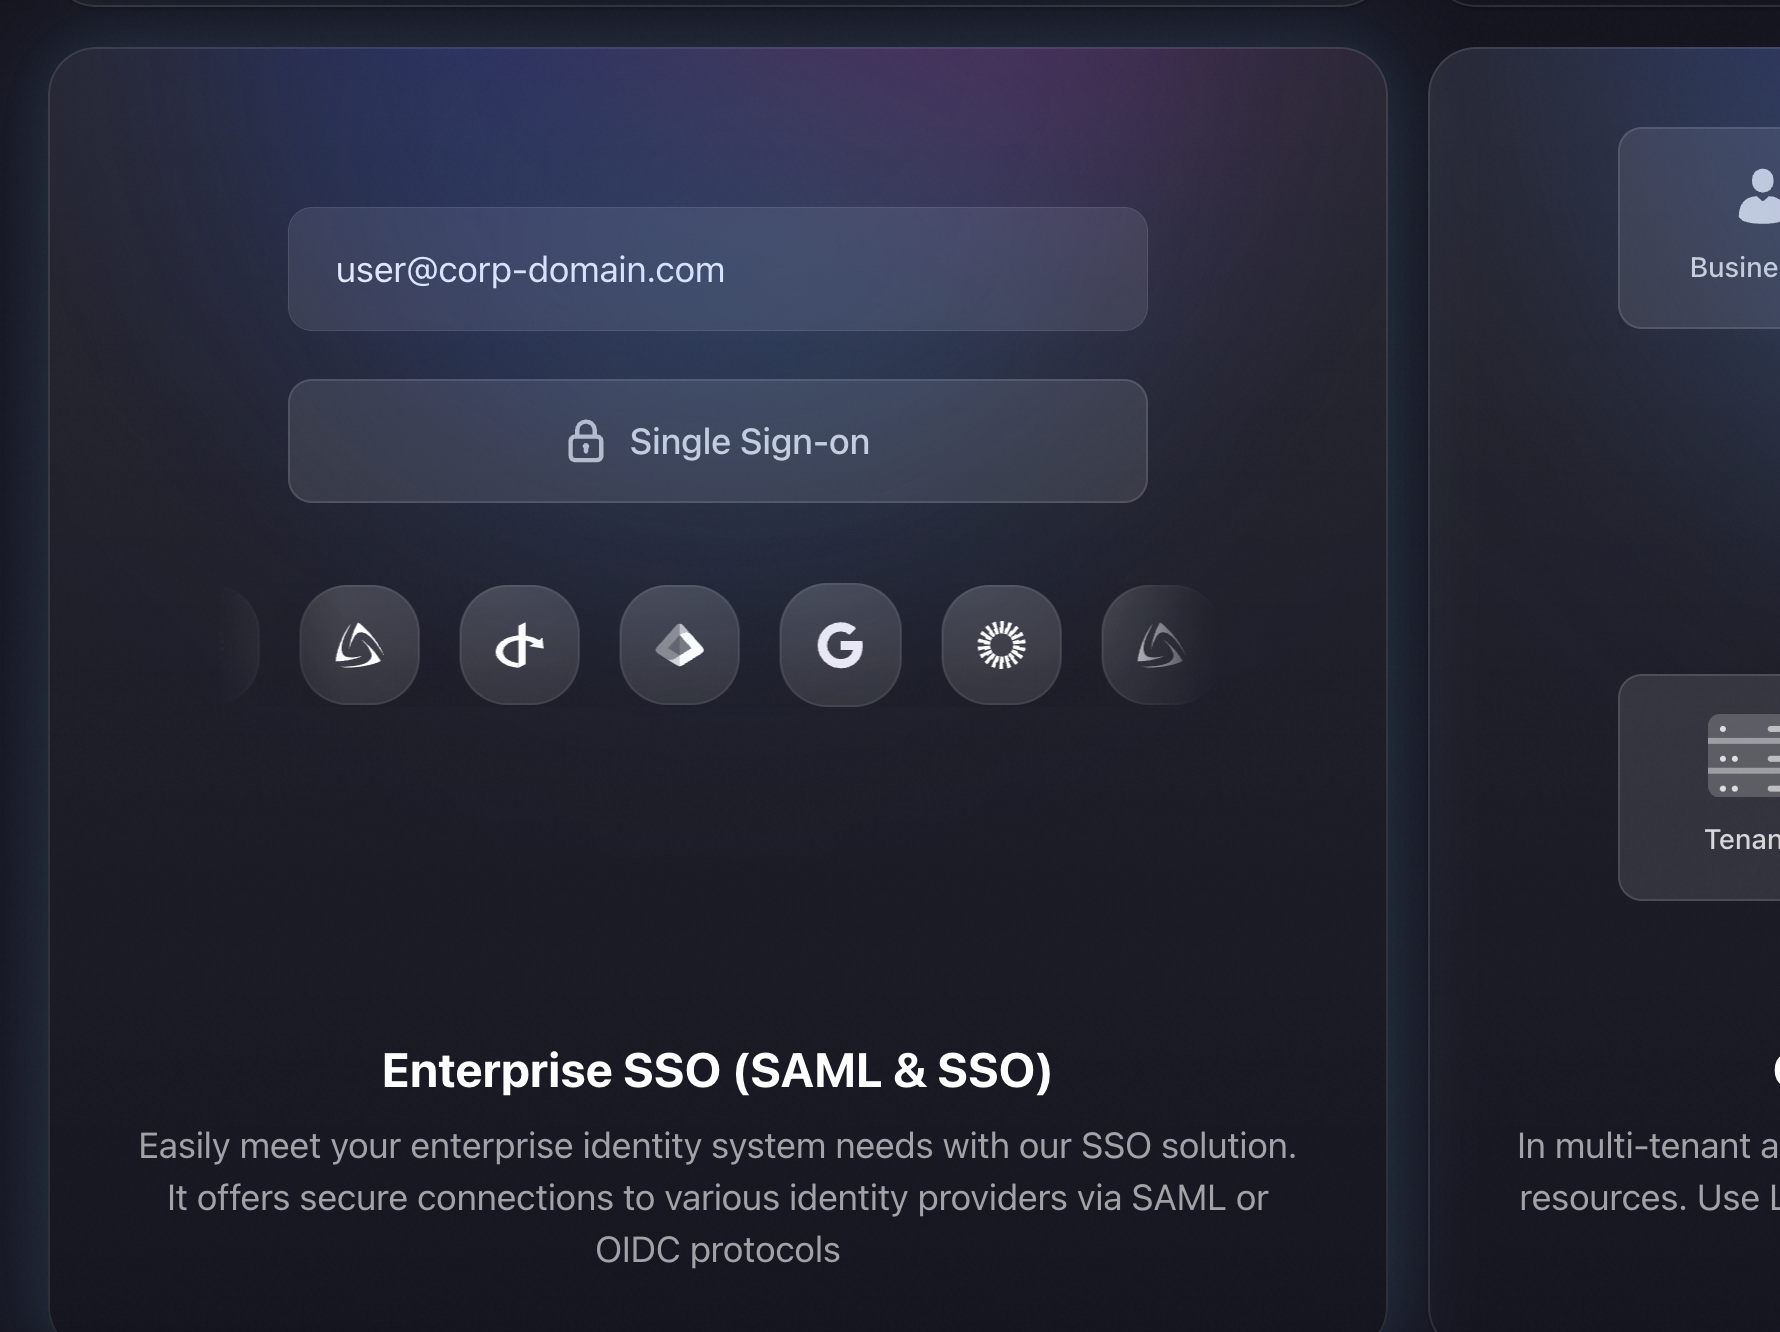 user@corp-domain.com
Single Sign-on
Enterprise SSO (SAML & SSO)
Easily meet your enterprise identity system needs with our SSO solution.
It offers secure connections to various identity providers via SAML or
OIDC protocols
In multi-tenant
resources. Use